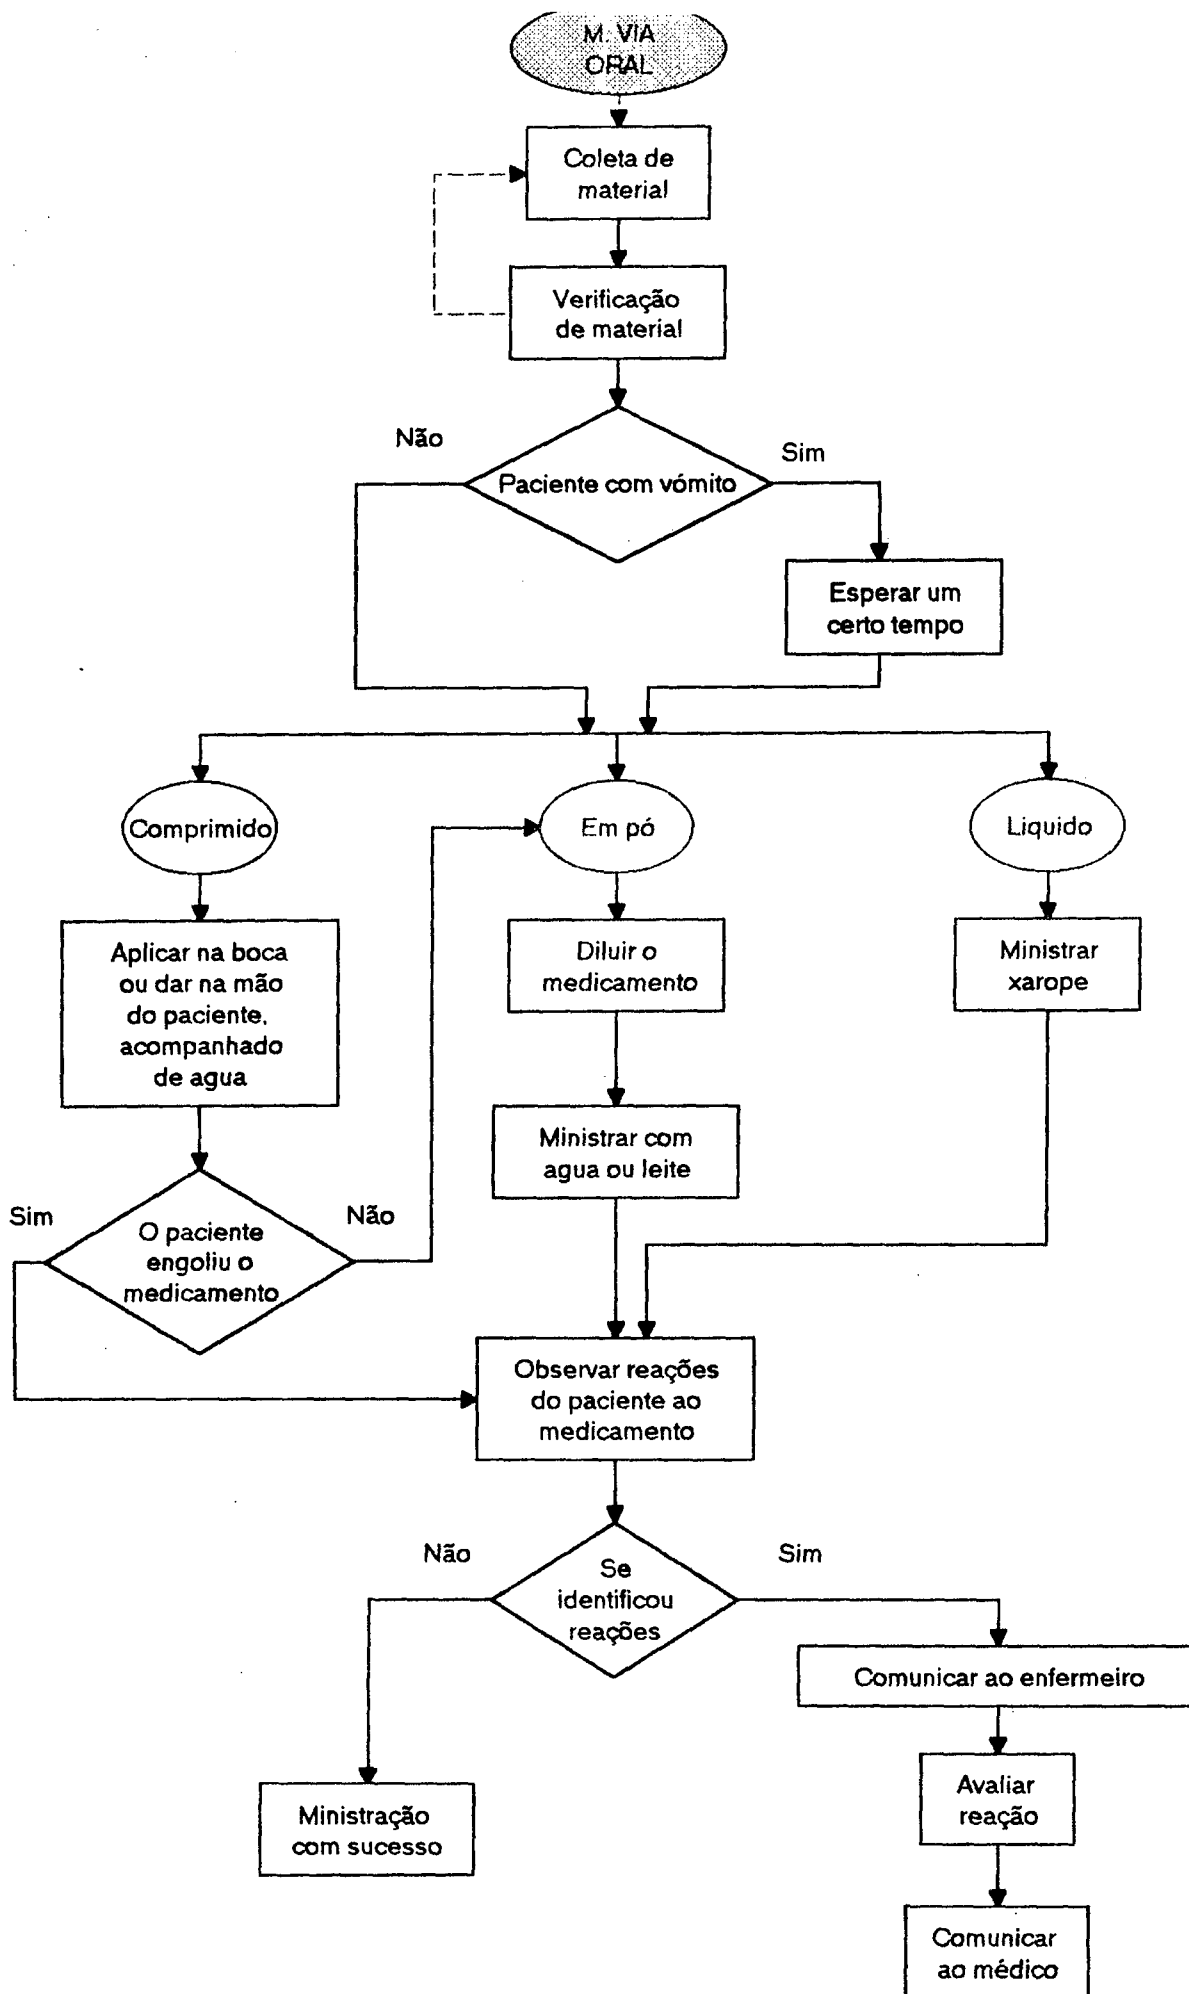 M. VIA
ORAL
Coleta de
material
Verificação
de material
Não
Sim
Paciente com vómito
Esperar um
certo tempo
Comprimido
Em pó
Liquido
Aplicar na boca
ou dar na mão
do paciente,
acompanhado
de agua
Diluir o
medicamento
Ministrar
xarope
Ministrar com
agua ou leite
Sim
Não
O paciente
engoliu o
medicamento
Observar reações
do paciente ao
medicamento
Não
Sim
Se
identificou
reações
Comunicar ao enfermeiro
Ministração
com sucesso
Avaliar
reação
Comunicar
ao médico